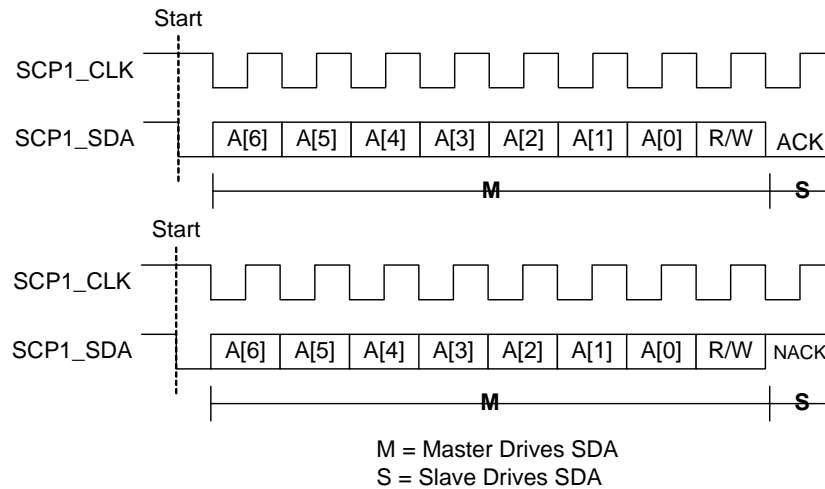 Start
SCP1_CLK
SCP1_SDA A[6] A[5] A[4] A[3] A[2] A[1] A[0] R/W ACK
M S
Start
SCP1_CLK
SCP1_SDA A[6] A[5] A[4] A[3] A[2] A[1] A[0] R/W NACK
M S
M = Master Drives SDA
S = Slave Drives SDA